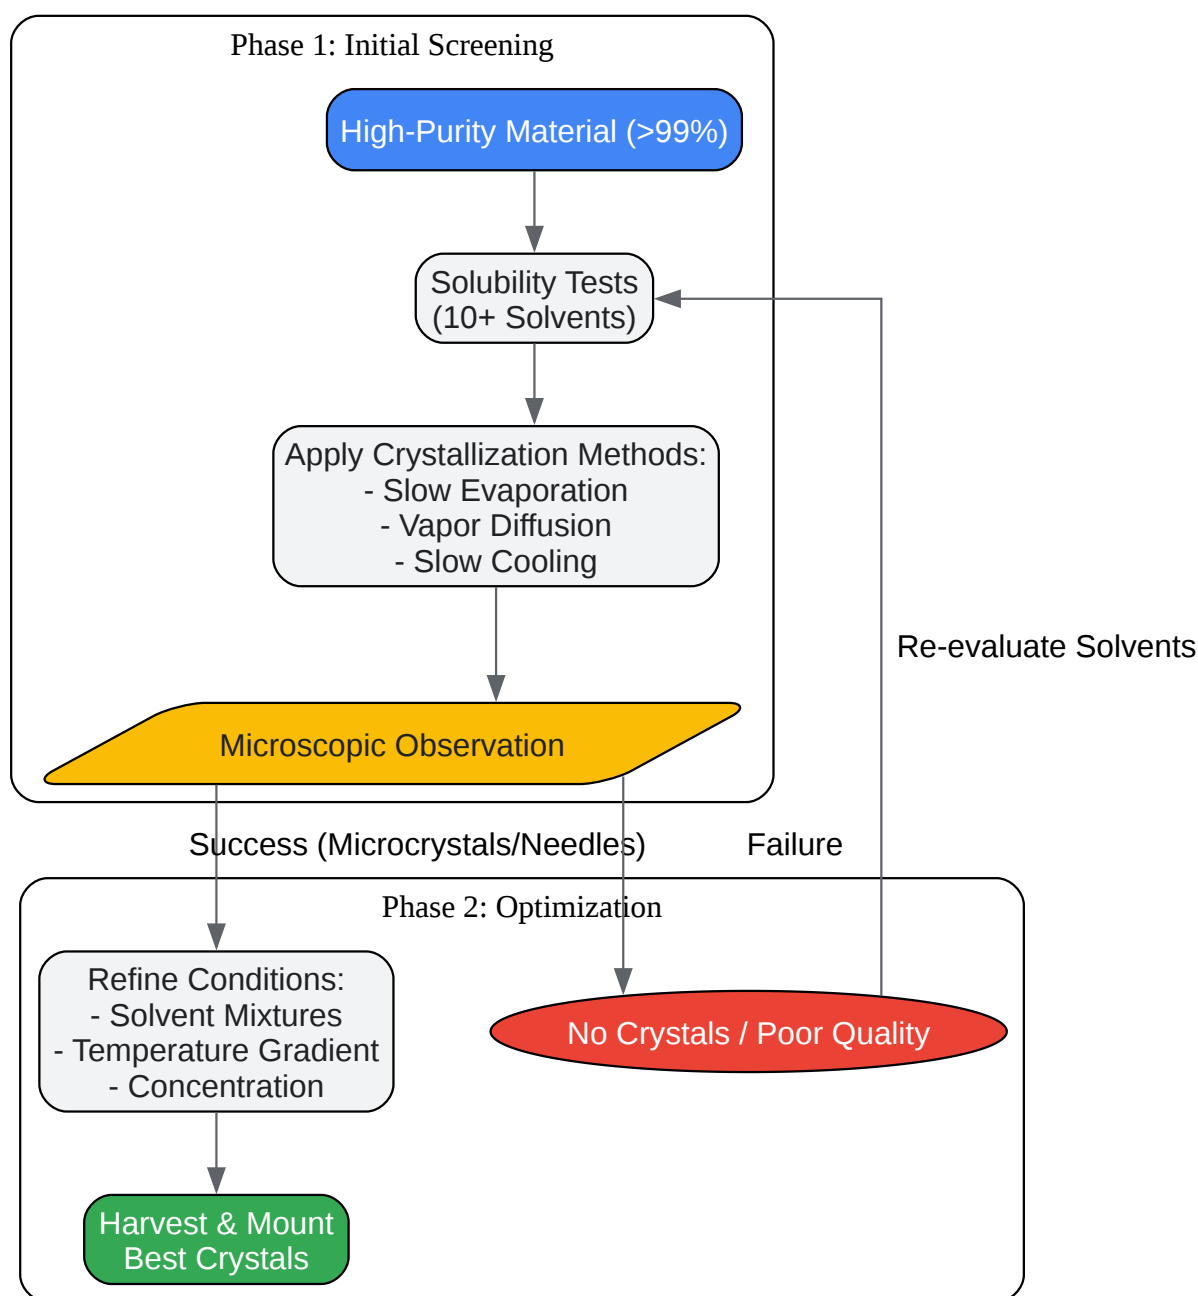 Phase 1: Initial Screening
High-Purity Material (>99%)
Solubility Tests
(10+ Solvents)
Apply Crystallization Methods:
- Slow Evaporation
- Vapor Diffusion
- Slow Cooling
Re-evaluate Solvents
Microscopic Observation
Success (Microcrystals/Needles)
Failure
Phase 2: Optimization
Refine Conditions:
- Solvent Mixtures
- Temperature Gradient
- Concentration
No Crystals / Poor Quality
Harvest & Mount
Best Crystals